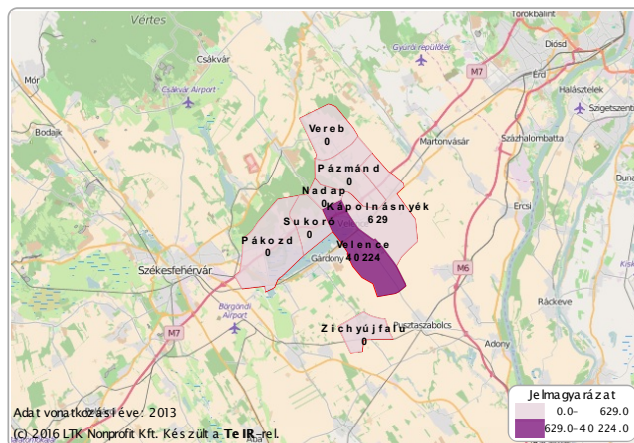 Vértes
Törökbálint
Diósd
Csákvár
Gyúrói repülőtér
M7
Érd
Mór
Csákvár Airport
Halásztelek
Szigetszentm
Vereb
0
Bodajk
Martonvásár
Százhalombatta
Pázmánd
0
Nadap
0
Kápolnásnyék
629
Ercsi
Sukoró
0
Pákozd
0
Velence
40 224
Székesfehérvár
Gárdony
M6
Börgöndi Airport
Ráckeve
M7
Zichyújfalu
0
Pusztaszabolcs
Adony
Jelmagyarázat
0.0- 629.0
629.0-40 224.0
Adat vonatkozási éve: 2013
(c) 2016 LTK Nonprofit Kft. Készült a TeIR-rel.